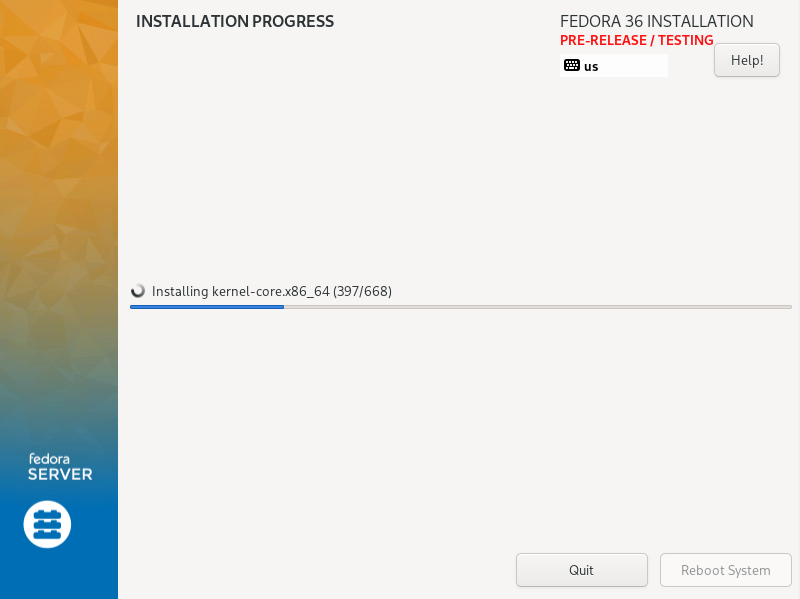 INSTALLATION PROGRESS
FEDORA 36 INSTALLATION
PRE-RELEASE / TESTING
us
Help!
Installing kernel-core.x86_64 (397/668)
fedora
SERVER
Quit
Reboot System